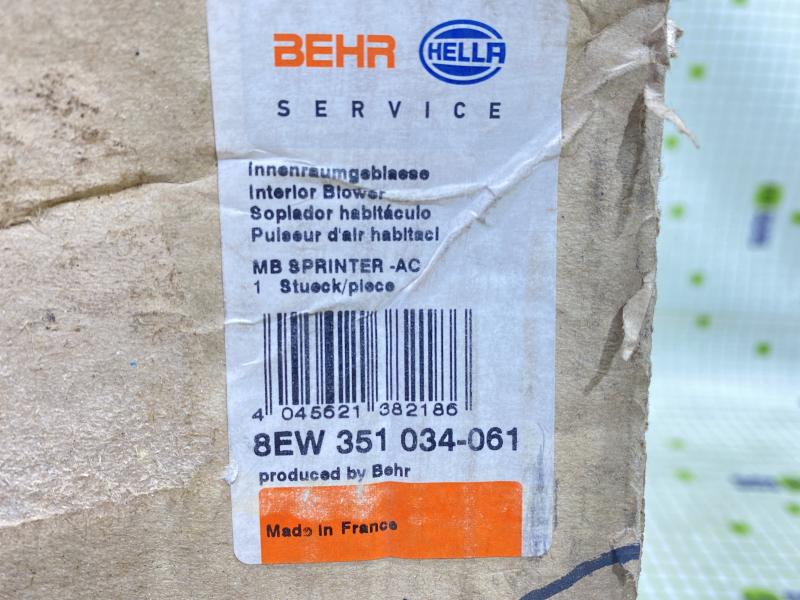 BEHR HELLA
SERVICE
Innenraumgeblaese
Interior Blower
Soplador habitáculo
Pulseur d'air habitacl
MB SPRINTER -AC
1 Stueck/piece
4 045621 382186
8EW 351 034-061
produced by Behr
Made in France